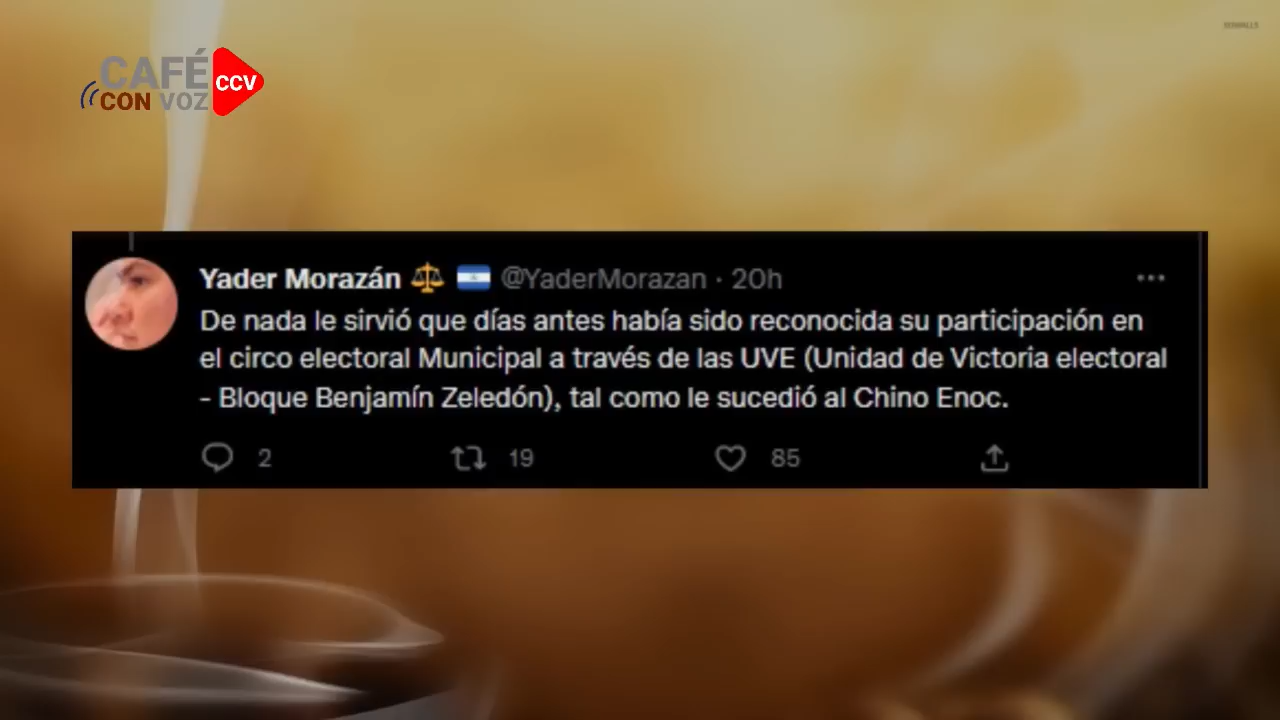 CAFÉ
CON VOZ
CCV
Yader Morazán @YaderMorazan · 20h
De nada le sirvió que días antes había sido reconocida su participación en
el circo electoral Municipal a través de las UVE (Unidad de Victoria electoral
- Bloque Benjamín Zeledón), tal como le sucedió al Chino Enoc.
2 19 85